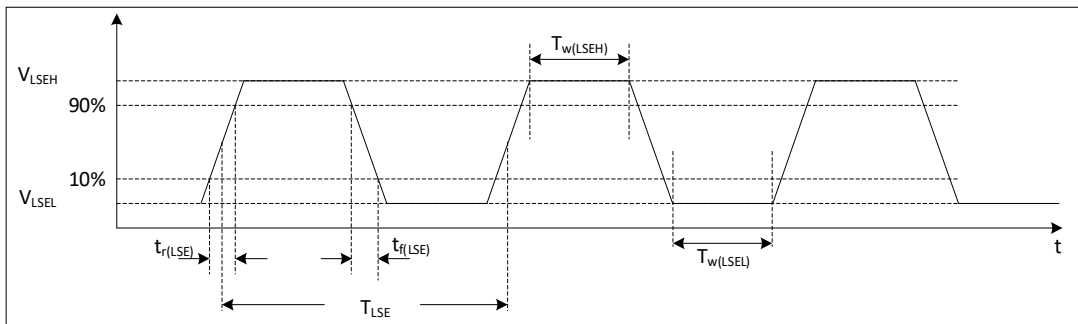 T_w(LSEH)
V_LSEH
90%
10%
V_LSEL
t_r(LSE)
t_f(LSE)
t
T_w(LSEL)
T_LSE